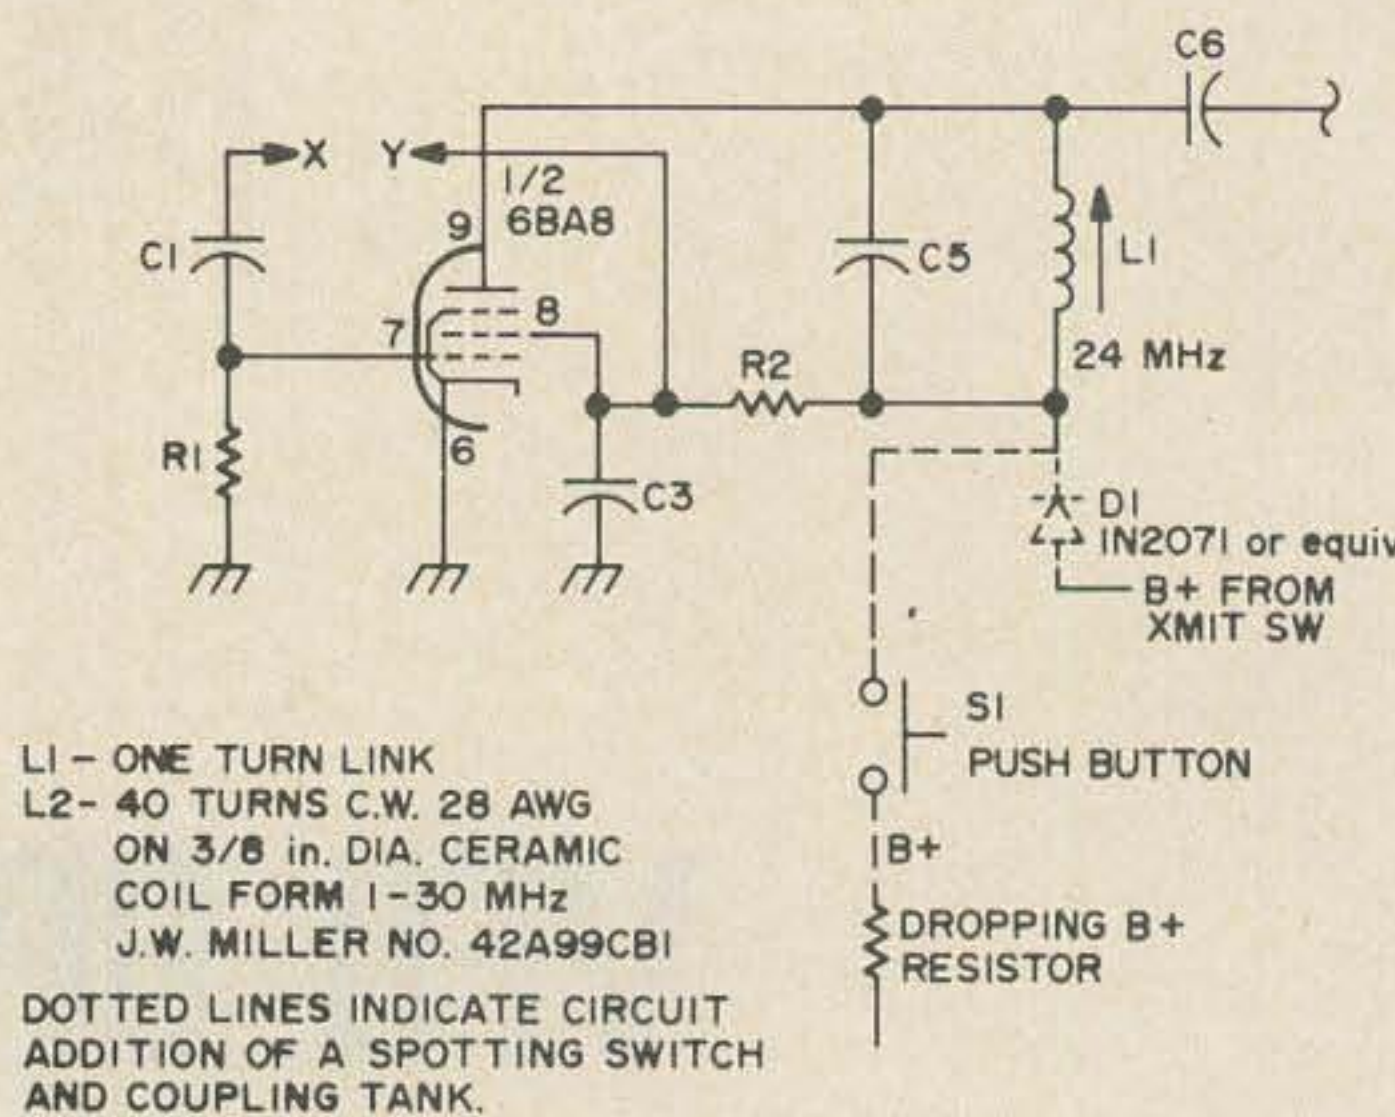 C6
X Y
1/2
6BA8
9
C1
C5
L1
8
7
24 MHz
R2
R1
6
C3
D1
1N2071 or equiv
B+ FROM
XMIT SW
S1
PUSH BUTTON
B+
DROPPING B+
RESISTOR
L1 – ONE TURN LINK
L2- 40 TURNS C.W. 28 AWG
ON 3/8 in. DIA. CERAMIC
COIL FORM 1-30 MHz
J.W. MILLER NO. 42A99CB1
DOTTED LINES INDICATE CIRCUIT
ADDITION OF A SPOTTING SWITCH
AND COUPLING TANK.